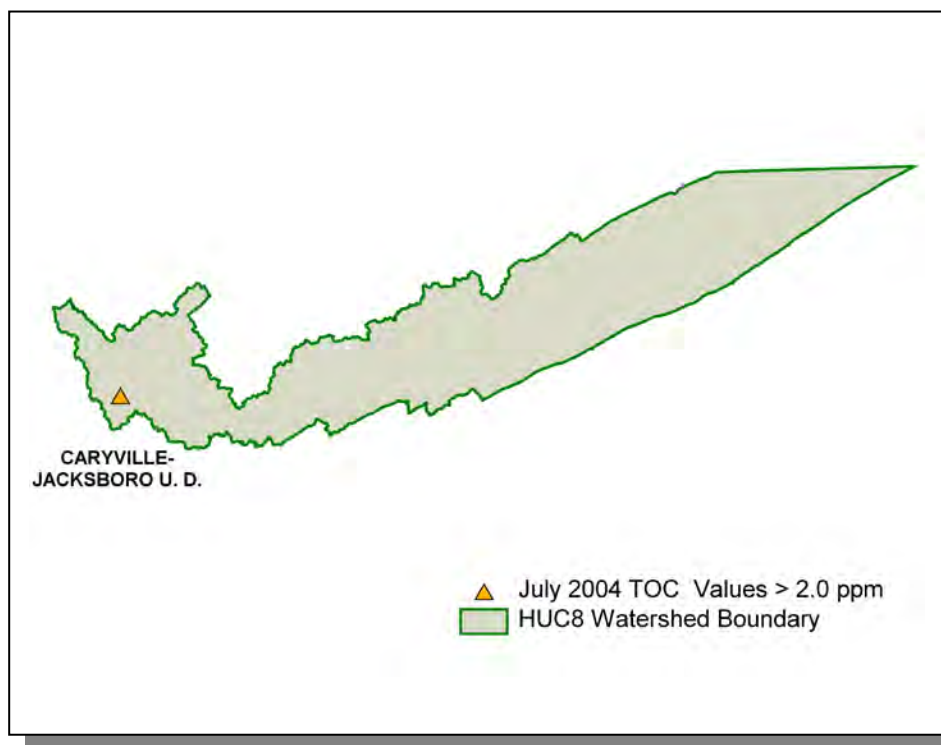 CARYVILLE-
JACKSBORO U. D.
July 2004 TOC Values > 2.0 ppm
HUC8 Watershed Boundary